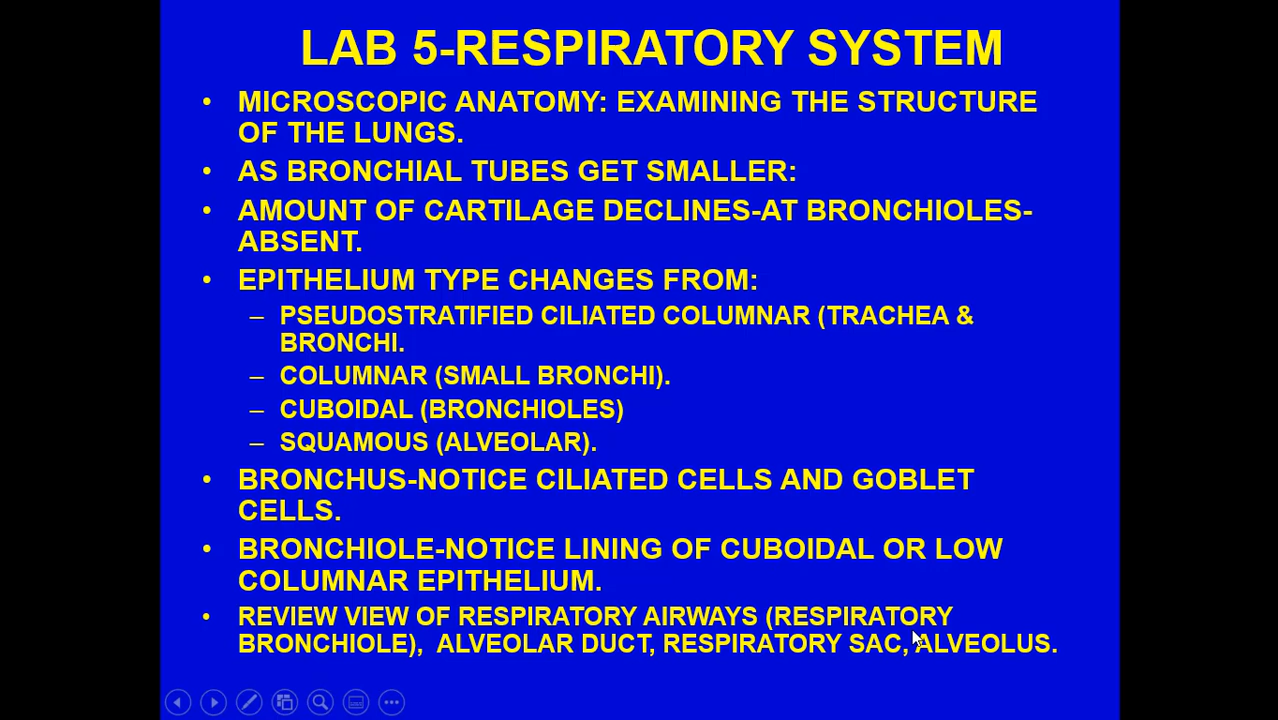 LAB 5-RESPIRATORY SYSTEM
• MICROSCOPIC ANATOMY: EXAMINING THE STRUCTURE
OF THE LUNGS.
• AS BRONCHIAL TUBES GET SMALLER:
• AMOUNT OF CARTILAGE DECLINES-AT BRONCHIOLES-
ABSENT.
• EPITHELIUM TYPE CHANGES FROM:
– PSEUDOSTRATIFIED CILIATED COLUMNAR (TRACHEA &
BRONCHI.
– COLUMNAR (SMALL BRONCHI).
– CUBOIDAL (BRONCHIOLES)
– SQUAMOUS (ALVEOLAR).
• BRONCHUS-NOTICE CILIATED CELLS AND GOBLET
CELLS.
• BRONCHIOLE-NOTICE LINING OF CUBOIDAL OR LOW
COLUMNAR EPITHELIUM.
• REVIEW VIEW OF RESPIRATORY AIRWAYS (RESPIRATORY
BRONCHIOLE), ALVEOLAR DUCT, RESPIRATORY SAC, ALVEOLUS.